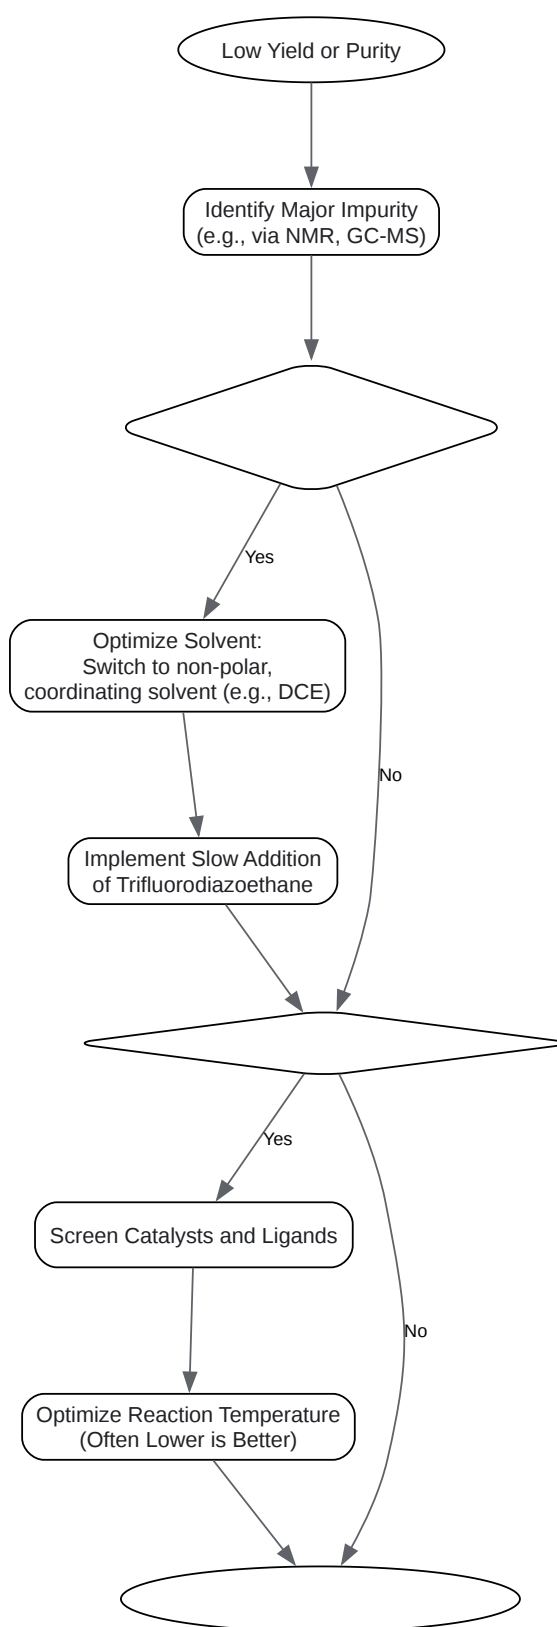 Low Yield or Purity
Identify Major Impurity
(e.g., via NMR, GC-MS)
Yes
Optimize Solvent:
Switch to non-polar,
coordinating solvent (e.g., DCE)
No
Implement Slow Addition
of Trifluorodiazoethane
Yes
Screen Catalysts and Ligands
No
Optimize Reaction Temperature
(Often Lower is Better)